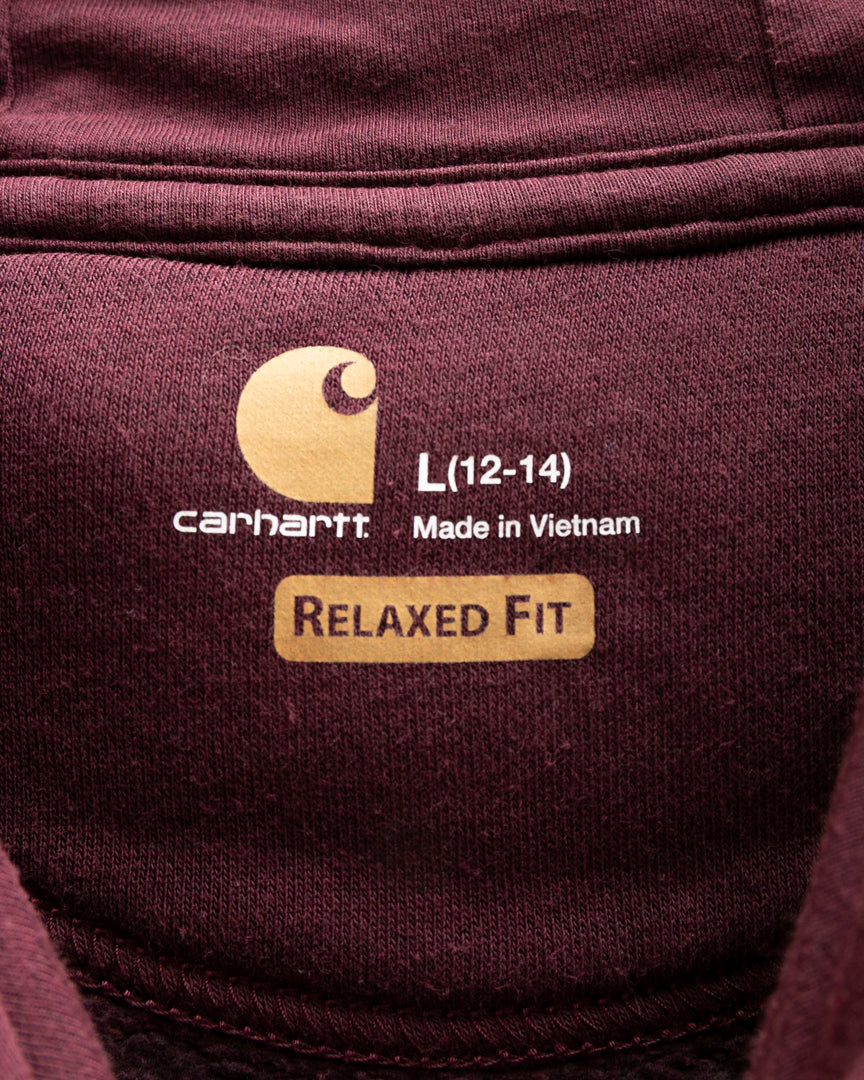 carhartt
L(12-14)
Made in Vietnam
RELAXED FIT